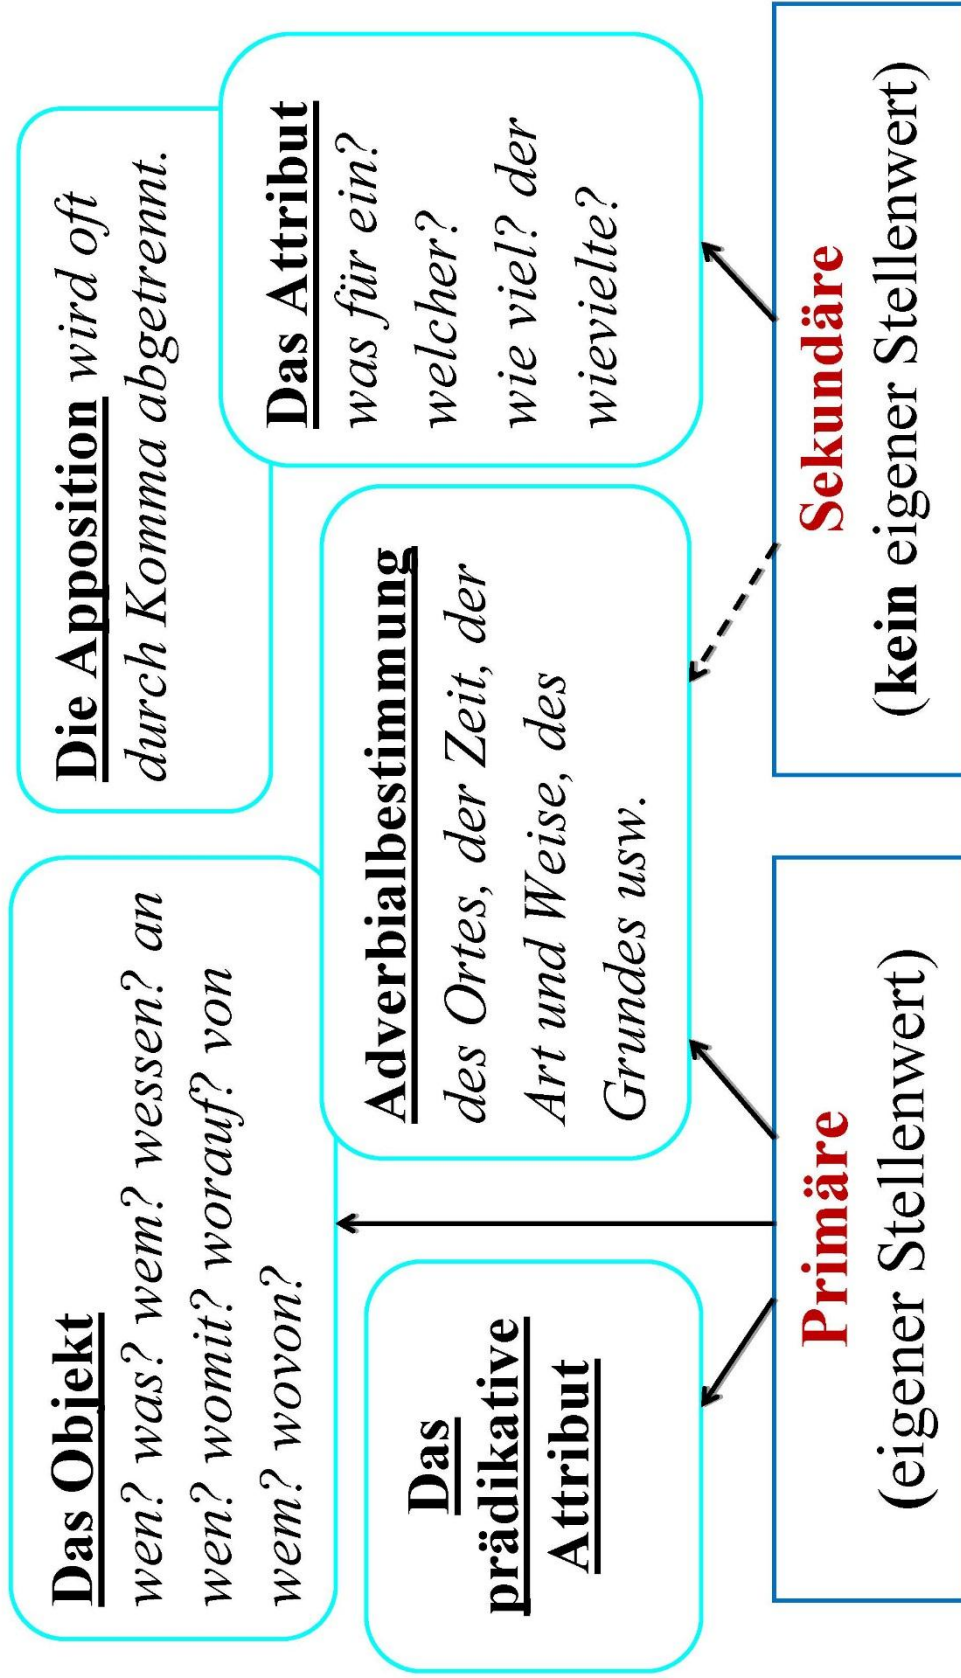 Das Objekt
wen? was? wem? wessen? an
wen? womit? worauf? von
wem? wovon?
Die Apposition wird oft
durch Komma abgetrennt.
Das
prädikative
Attribut
Adverbialbestimmung
des Ortes, der Zeit, der
Art und Weise, des
Grundes usw.
Das Attribut
was für ein?
welcher?
wie viel? der
wievielte?
Primäre
(eigener Stellenwert)
Sekundäre
(kein eigener Stellenwert)